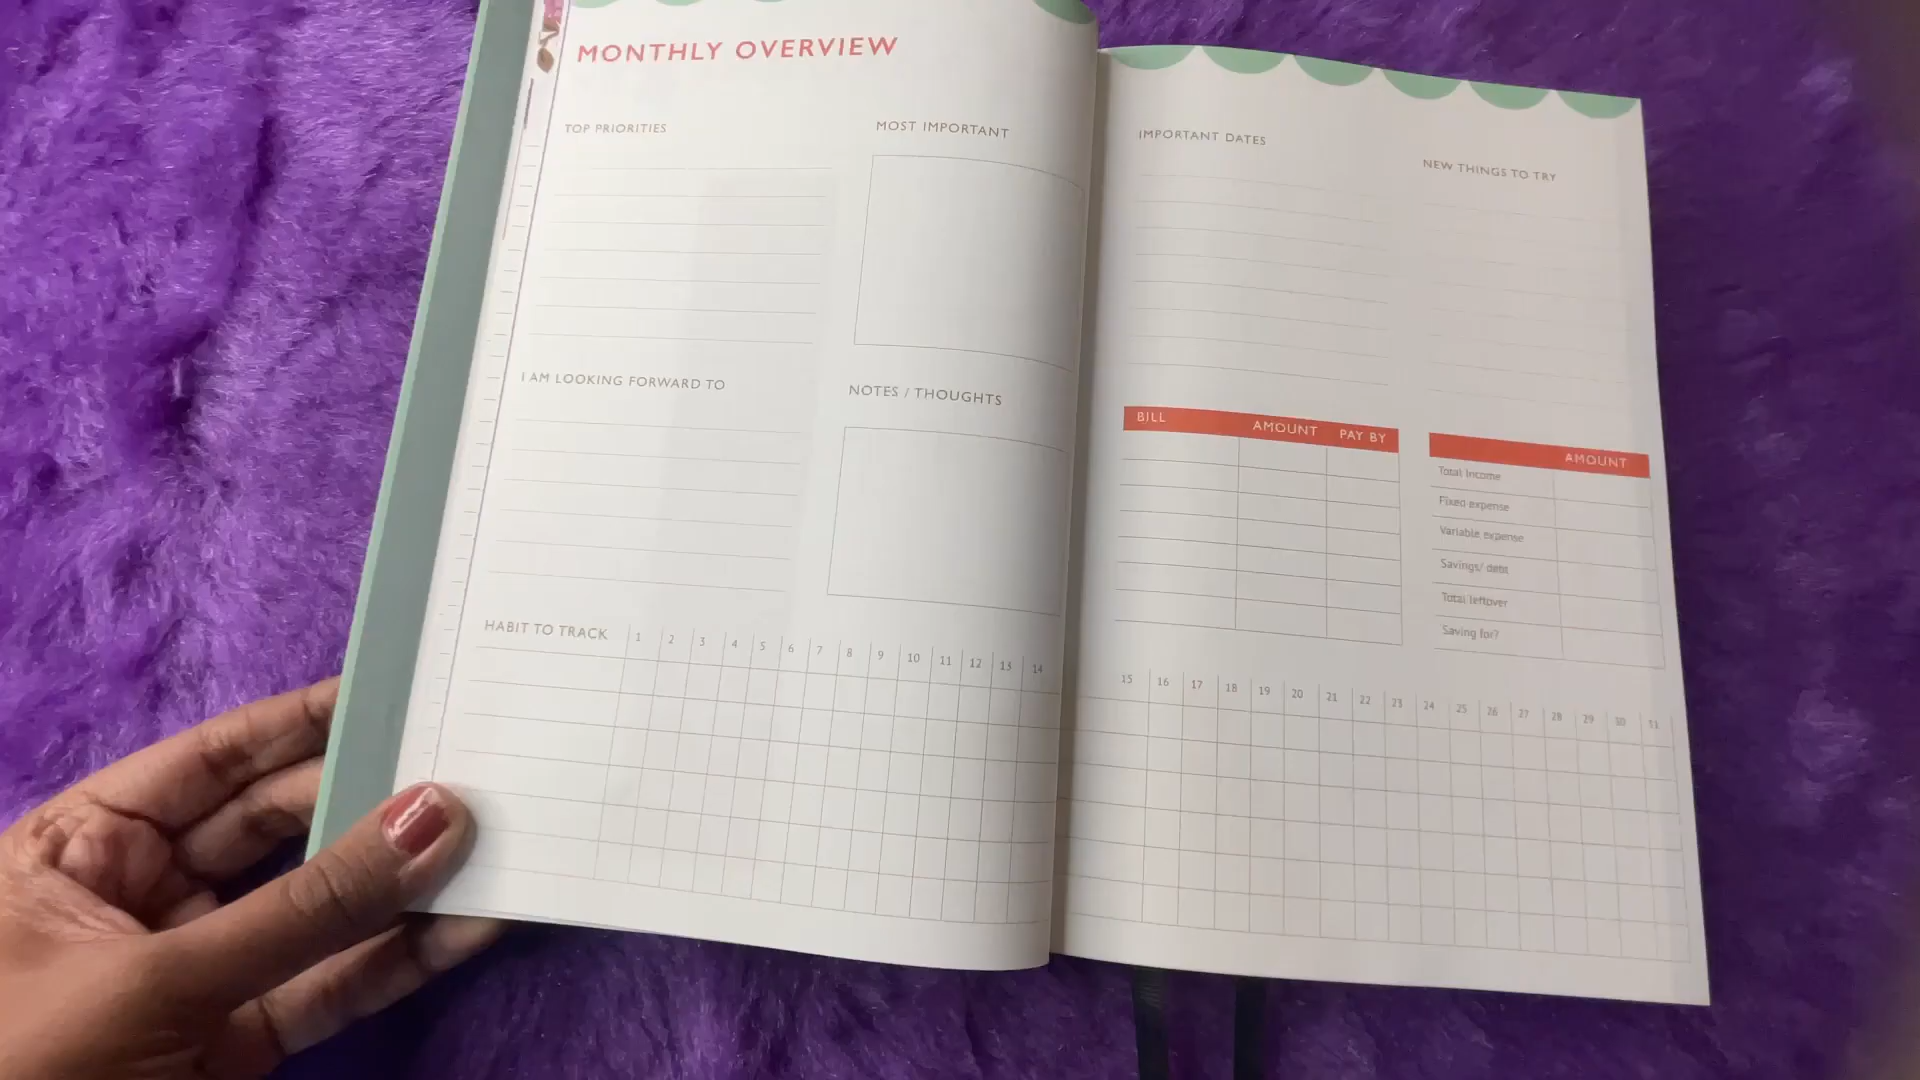 MONTHLY OVERVIEW
TOP PRIORITIES
MOST IMPORTANT
I AM LOOKING FORWARD TO
NOTES / THOUGHTS
HABIT TO TRACK 1 2 3 4 5 6 7 8 9 10 11 12 13 14
IMPORTANT DATES
NEW THINGS TO TRY
BILL AMOUNT PAY BY
AMOUNT
Total Income
Fixed expense
Variable expense
Savings/ debt
Total leftover
Saving for?
15 16 17 18 19 20 21 22 23 24 25 26 27 28 29 30 31